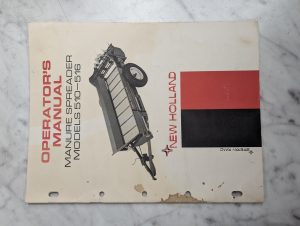 OPERATOR'S
MANUAL
MANURE SPREADER
MODELS 510-516
NEW HOLLAND